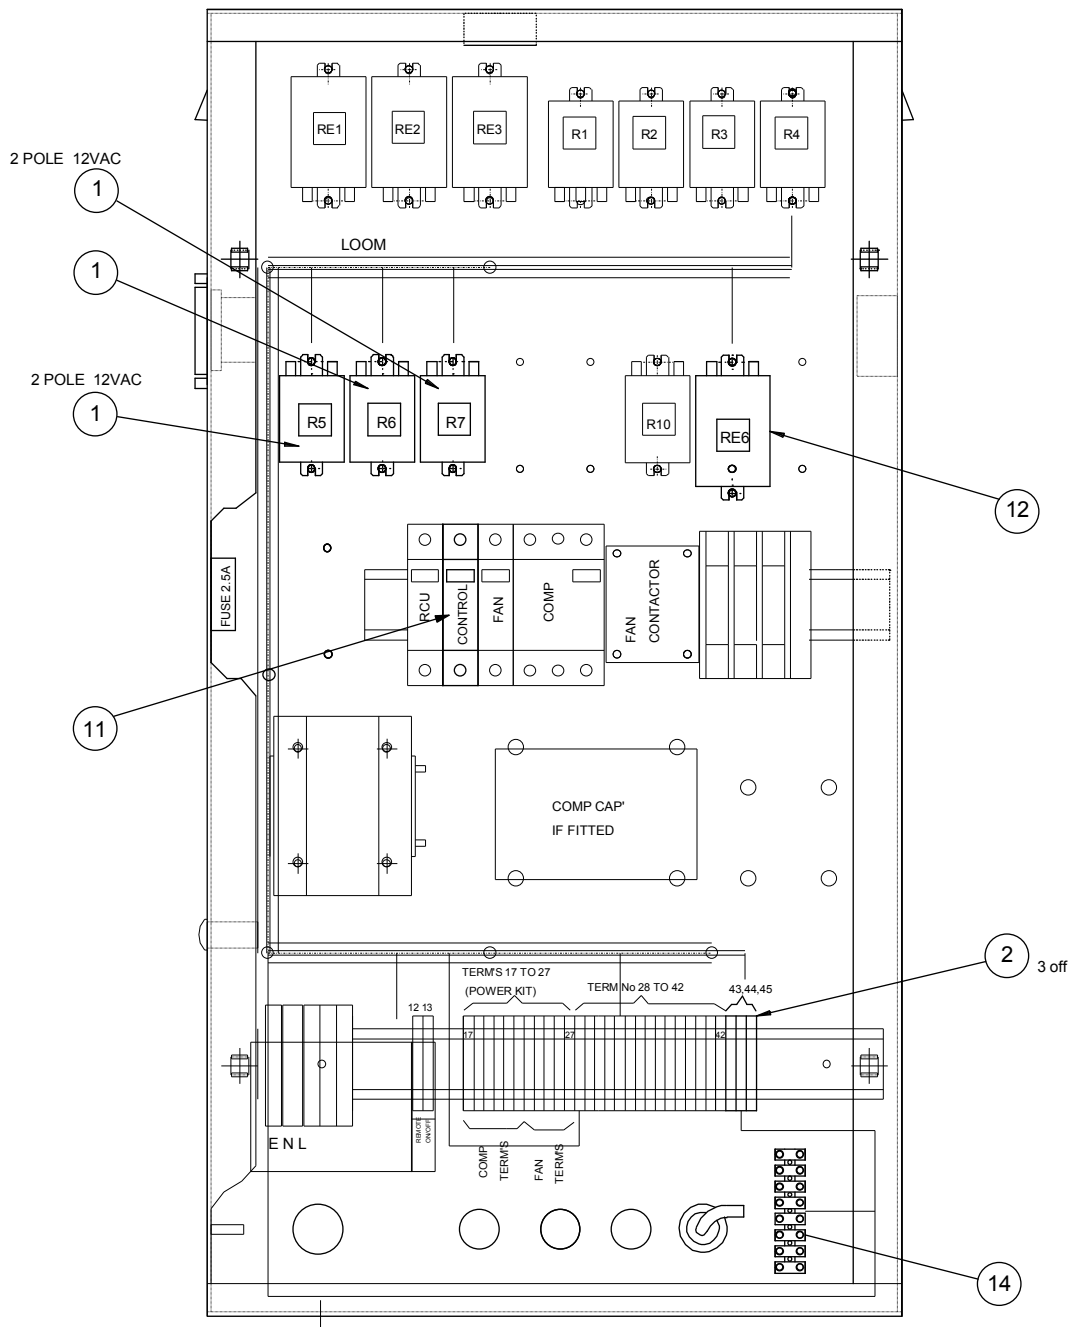 RE1 RE2 RE3 R1 R2 R3 R4
2 POLE 12VAC
1
LOOM
1
2 POLE 12VAC
1
R5 R6 R7 R10 RE6
12
FUSE 2.5A
RCU
CONTROL
FAN
COMP
FAN
CONTACTOR
11
COMP CAP'
IF FITTED
2 3 off
TERM'S 17 TO 27
(POWER KIT)
TERM No 28 TO 42
43,44,45
12 13
17 27 42
REMOTE
ON/OFF
E N L
COMP
TERM'S
FAN
TERM'S
14